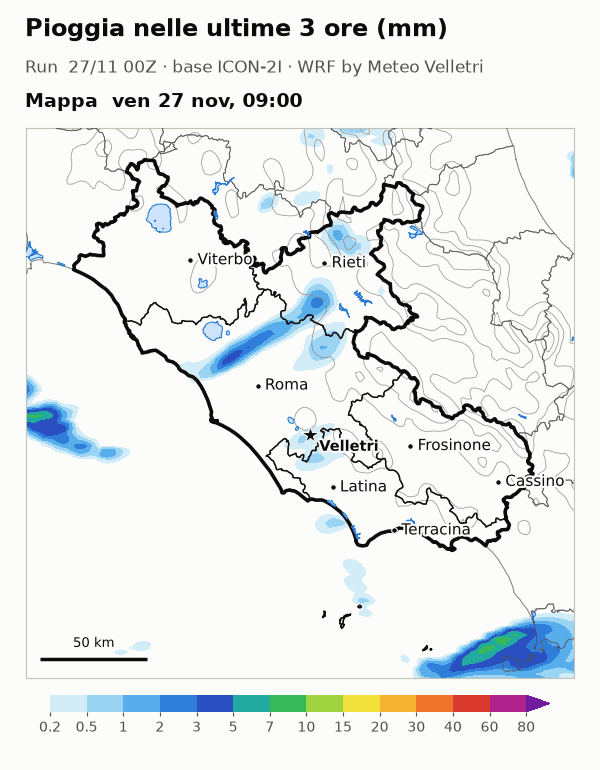 Pioggia nelle ultime 3 ore (mm)
Run  27/11 00Z · base ICON-2I · WRF by Meteo Velletri
Mappa  ven 27 nov, 09:00
Viterbo
Rieti
Roma
Velletri
Frosinone
Cassino
Latina
Terracina
50 km
0.2 0.5 1 2 3 5 7 10 15 20 30 40 60 80